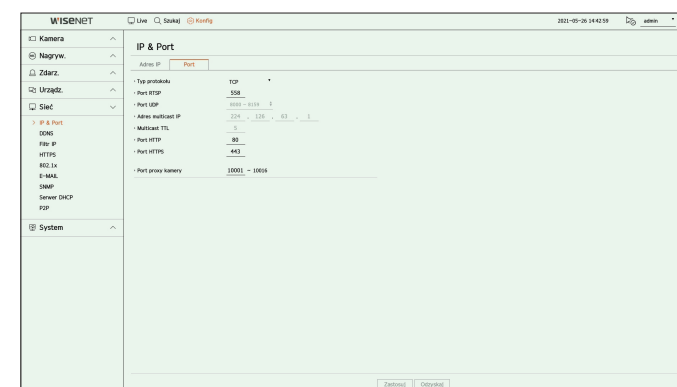 WISENET
Live Szukaj Konfig
2021-05-26 14:42:59 admin
Kamera
Nagryw.
Zdarz.
Urządz.
Sieć
> IP & Port
DDNS
Filtr IP
HTTPS
802.1x
E-MAIL
SNMP
Serwer DHCP
P2P
System
IP & Port
Adres IP Port
Typ protokołu TCP
Port RTSP 558
Port UDP 8000 ~ 8159
Adres multicast IP 224 . 126 . 63 . 1
Multicast TTL 5
Port HTTP 80
Port HTTPS 443
Port proxy kamery 10001 ~ 10016
Zastosuj Odzyskaj